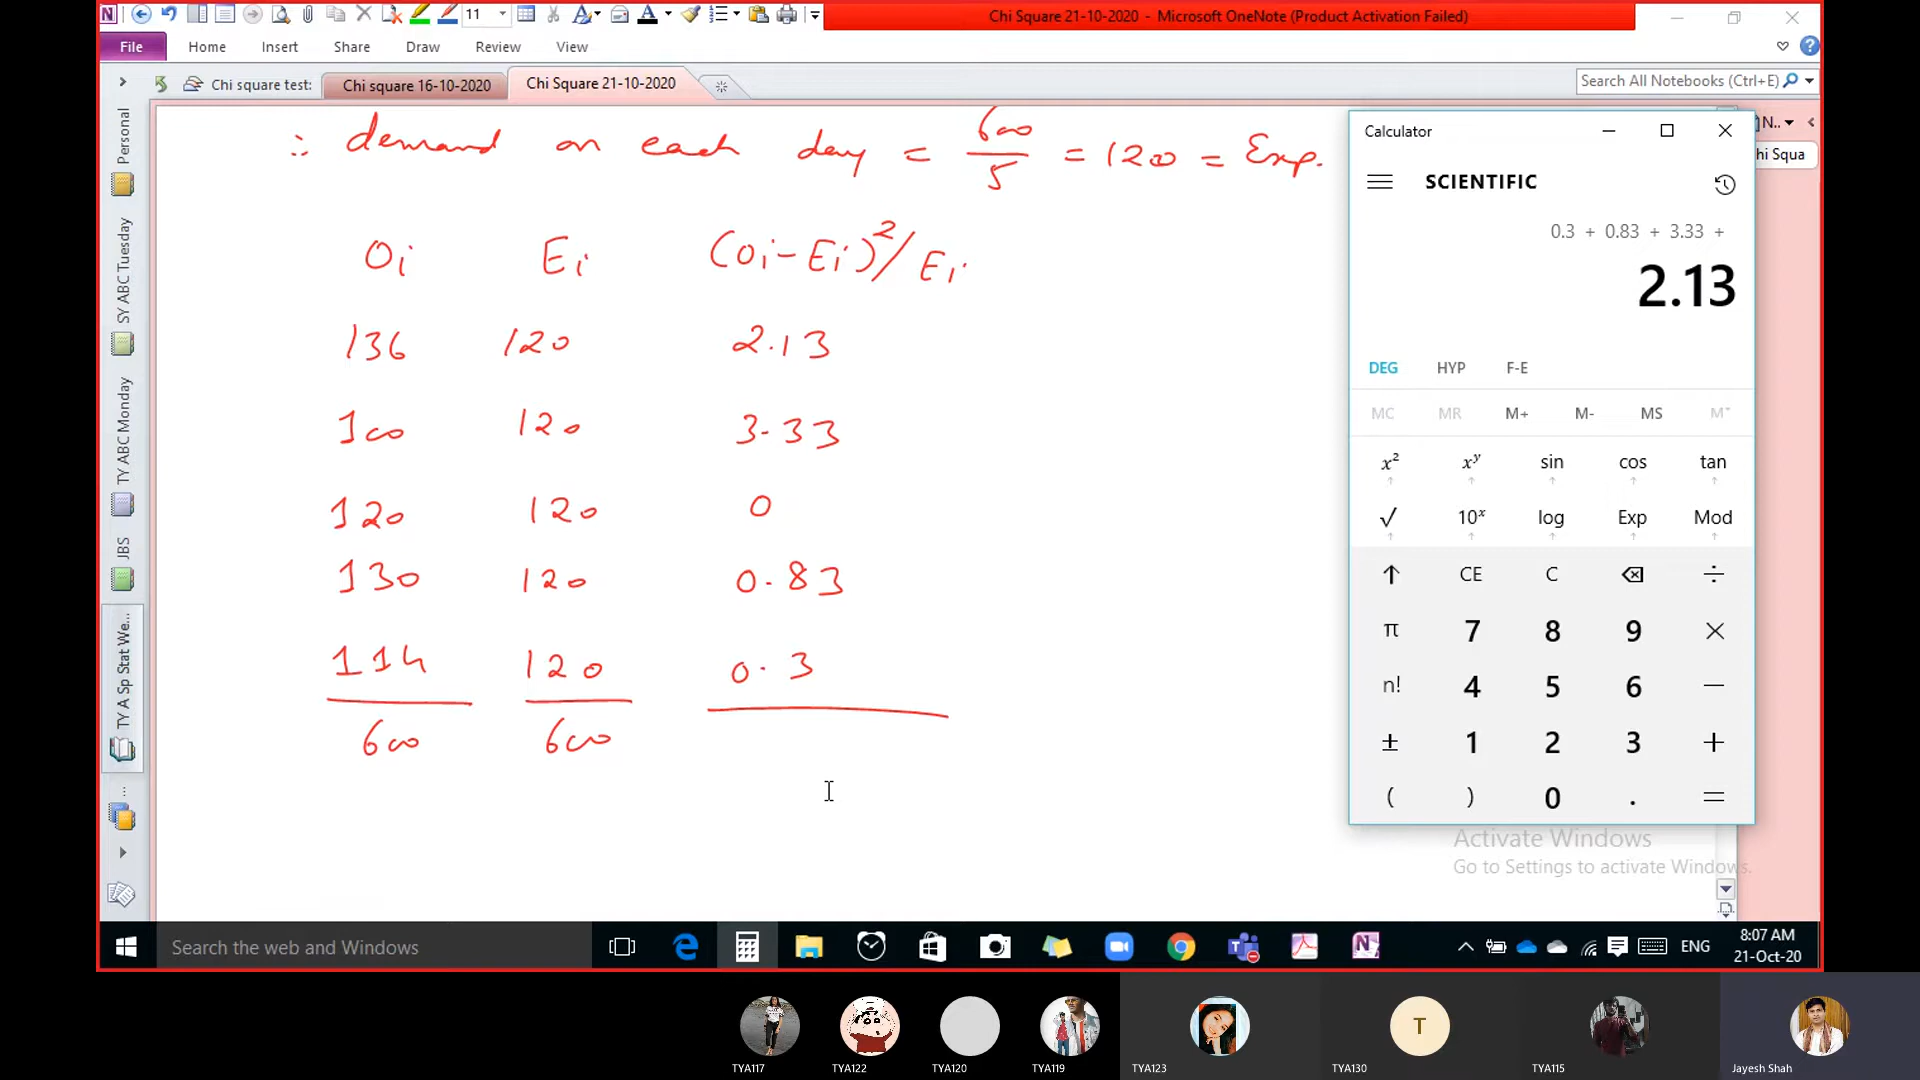 11
Chi Square 21-10-2020 - Microsoft OneNote (Product Activation Failed)
File Home Insert Share Draw Review View
Chi square test: Chi square 16-10-2020 Chi Square 21-10-2020
Search All Notebooks (Ctrl+E)
N..
hi Squa
Personal
SY ABC Tuesday
TY ABC Monday
JBS
TY A Sp Stat We...
∴ demand on each day = 600/5 = 120 = Exp.
Oi Ei (Oi-Ei)²/Ei
136 120 2.13
100 120 3.33
120 120 0
130 120 0.83
114 120 0.3
600 600
Calculator
SCIENTIFIC
0.3 + 0.83 + 3.33 +
2.13
DEG HYP F-E
MC MR M+ M- MS M˅
x² xʸ sin cos tan
√ 10ˣ log Exp Mod
↑ CE C ⌫ ÷
π 7 8 9 ×
n! 4 5 6 −
± 1 2 3 +
( ) 0 . =
Activate Windows
Go to Settings to activate Windows.
Search the web and Windows
ENG
8:07 AM
21-Oct-20
T
TYA117 TYA122 TYA120 TYA119 TYA123 TYA130 TYA115 Jayesh Shah